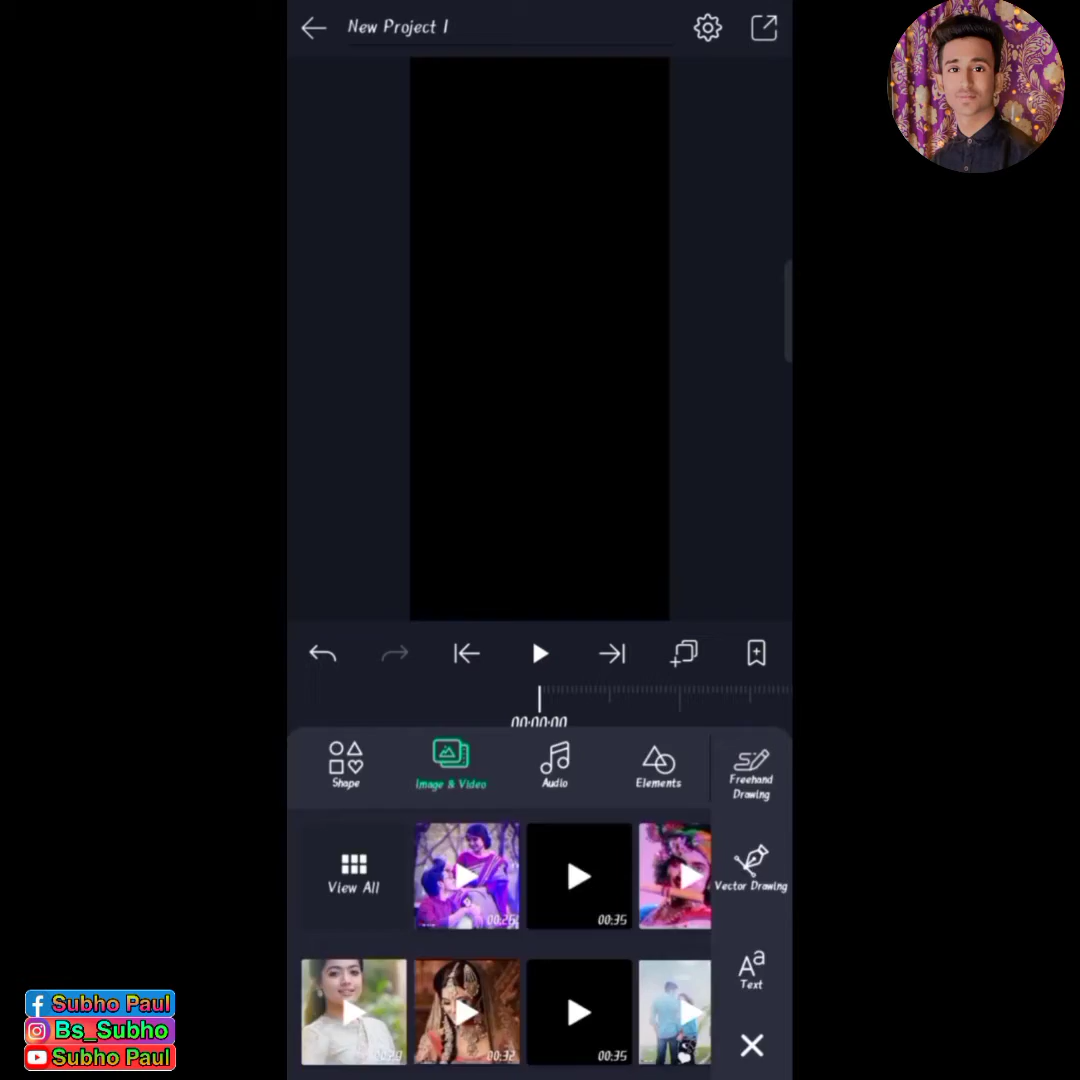 New Project 1
00:00:00
Shape
Image & Video
Audio
Elements
Freehand
Drawing
View All
00:35
Vector Drawing
00:32
00:35
Text
Subho Paul
Bs_Subho
Subho Paul